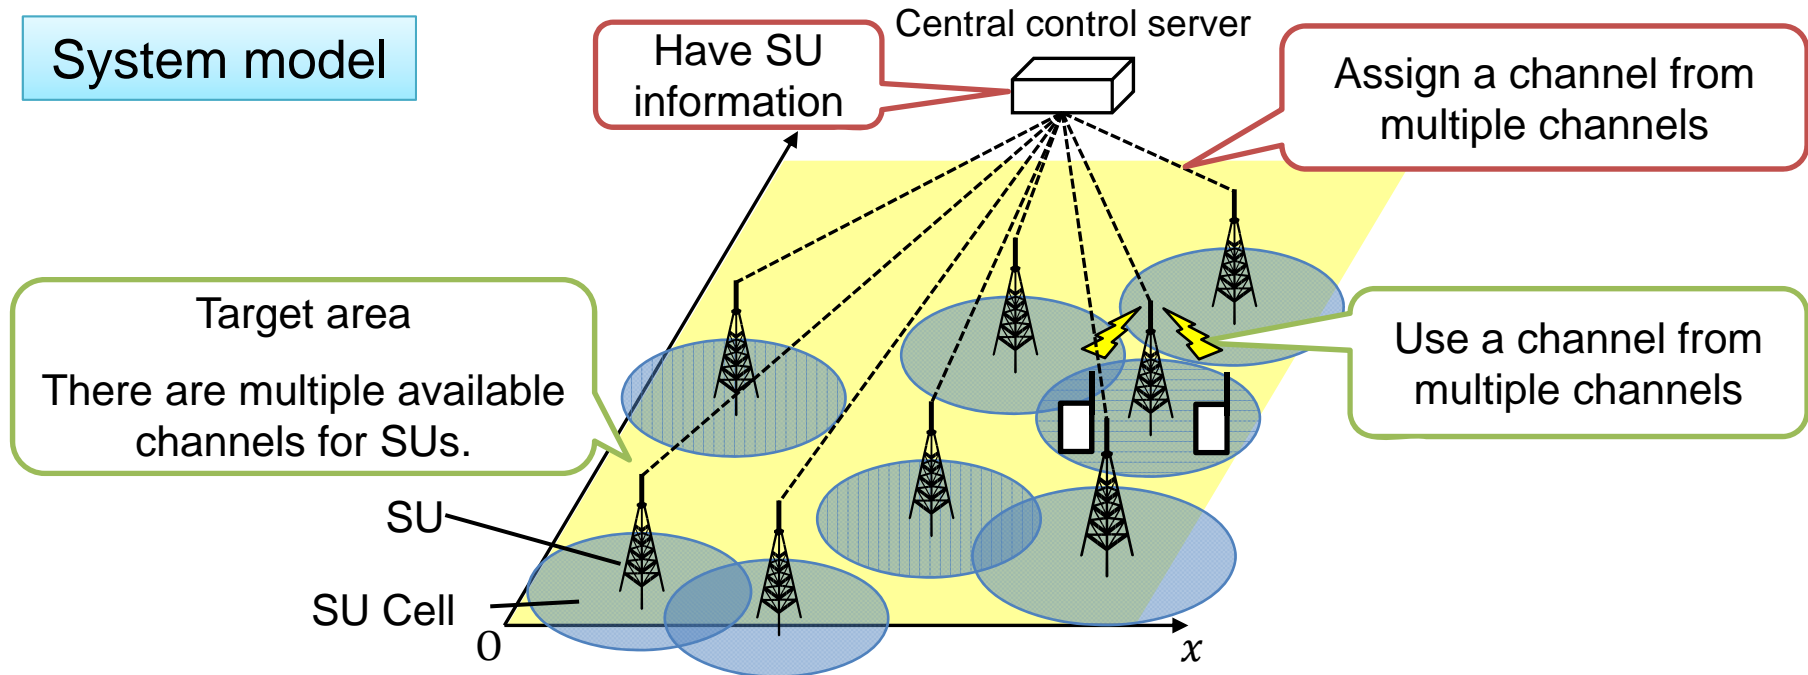 System model
Have SU
information
Central control server
Assign a channel from
multiple channels
Target area
There are multiple available
channels for SUs.
Use a channel from
multiple channels
SU
SU Cell
0
x